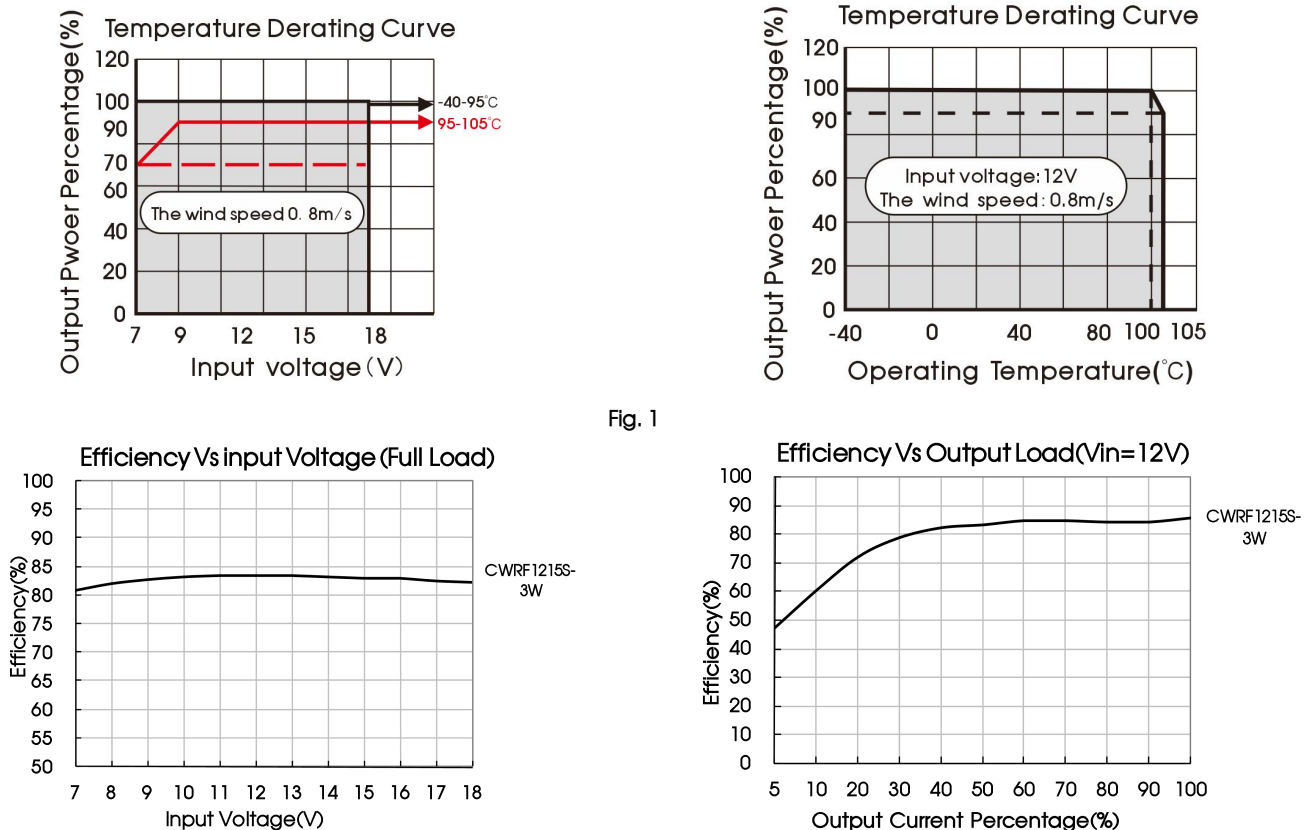 Temperature Derating Curve
Output Pwoer Percentage(%)
120
100
90
70
60
40
20
0
-40-95℃
95-105℃
The wind speed 0. 8m/s
7 9 12 15 18
Input voltage(V)
Temperature Derating Curve
Output Pwoer Percentage(%)
120
100
90
60
40
20
0
Input voltage:12V
The wind speed:0.8m/s
-40 0 40 80 100 105
Operating Temperature(℃)
Fig. 1
Efficiency Vs input Voltage (Full Load)
Efficiency(%)
100
95
90
85
80
75
70
65
60
55
50
CWRF1215S-
3W
7 8 9 10 11 12 13 14 15 16 17 18
Input Voltage(V)
Efficiency Vs Output Load(Vin=12V)
Efficiency(%)
100
90
80
70
60
50
40
30
20
10
0
CWRF1215S-
3W
5 10 20 30 40 50 60 70 80 90 100
Output Current Percentage(%)